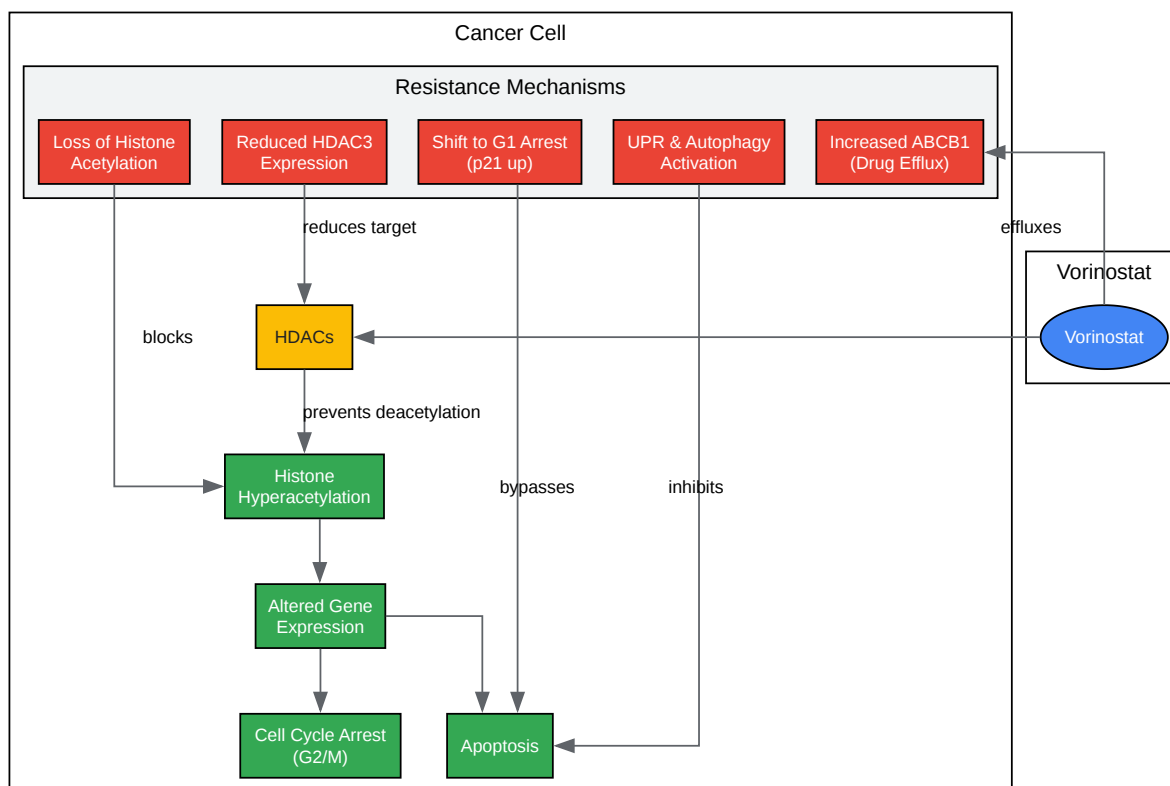 Cancer Cell
Resistance Mechanisms
Loss of Histone
Acetylation
Reduced HDAC3
Expression
Shift to G1 Arrest
(p21 up)
UPR & Autophagy
Activation
Increased ABCB1
(Drug Efflux)
reduces target
effluxes
Vorinostat
blocks
HDACs
Vorinostat
prevents deacetylation
Histone
Hyperacetylation
bypasses
inhibits
Altered Gene
Expression
Cell Cycle Arrest
(G2/M)
Apoptosis